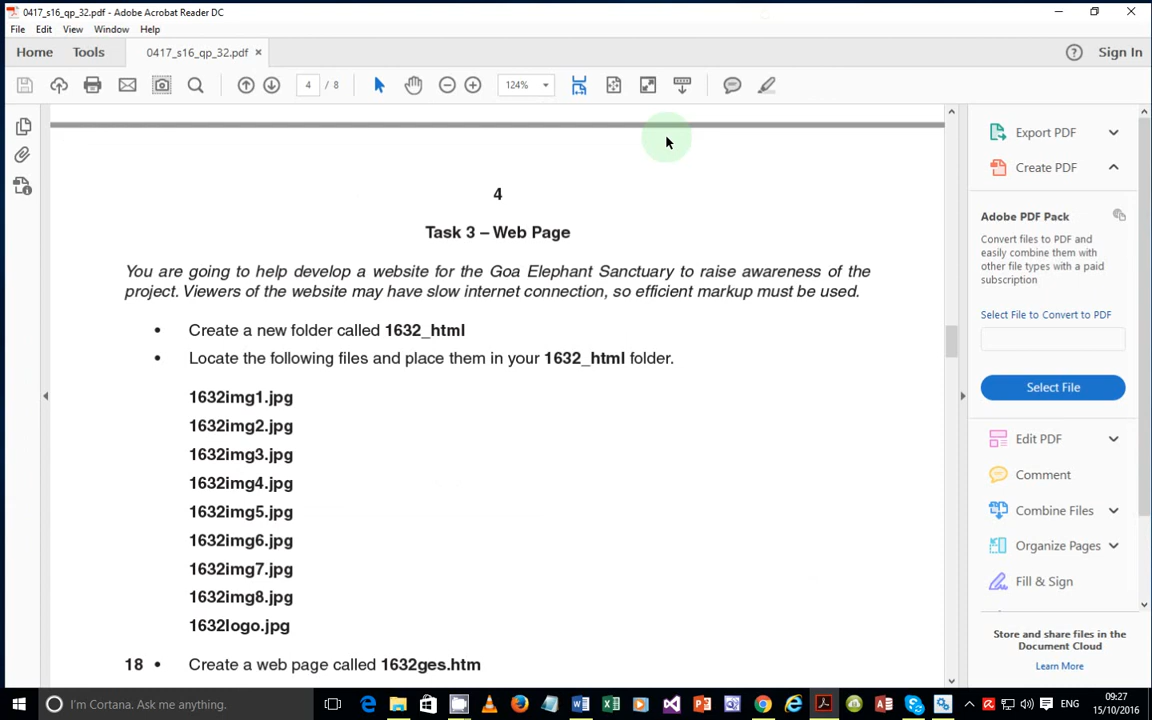 0417_s16_qp_32.pdf - Adobe Acrobat Reader DC
File Edit View Window Help
Home Tools 0417_s16_qp_32.pdf × Sign In
4 / 8 124%
4
Task 3 – Web Page
You are going to help develop a website for the Goa Elephant Sanctuary to raise awareness of the
project. Viewers of the website may have slow internet connection, so efficient markup must be used.
• Create a new folder called 1632_html
• Locate the following files and place them in your 1632_html folder.
1632img1.jpg
1632img2.jpg
1632img3.jpg
1632img4.jpg
1632img5.jpg
1632img6.jpg
1632img7.jpg
1632img8.jpg
1632logo.jpg
18 • Create a web page called 1632ges.htm
Export PDF
Create PDF
Adobe PDF Pack
Convert files to PDF and
easily combine them with
other file types with a paid
subscription
Select File to Convert to PDF
Select File
Edit PDF
Comment
Combine Files
Organize Pages
Fill & Sign
Store and share files in the
Document Cloud
Learn More
I'm Cortana. Ask me anything.
ENG
09:27
15/10/2016